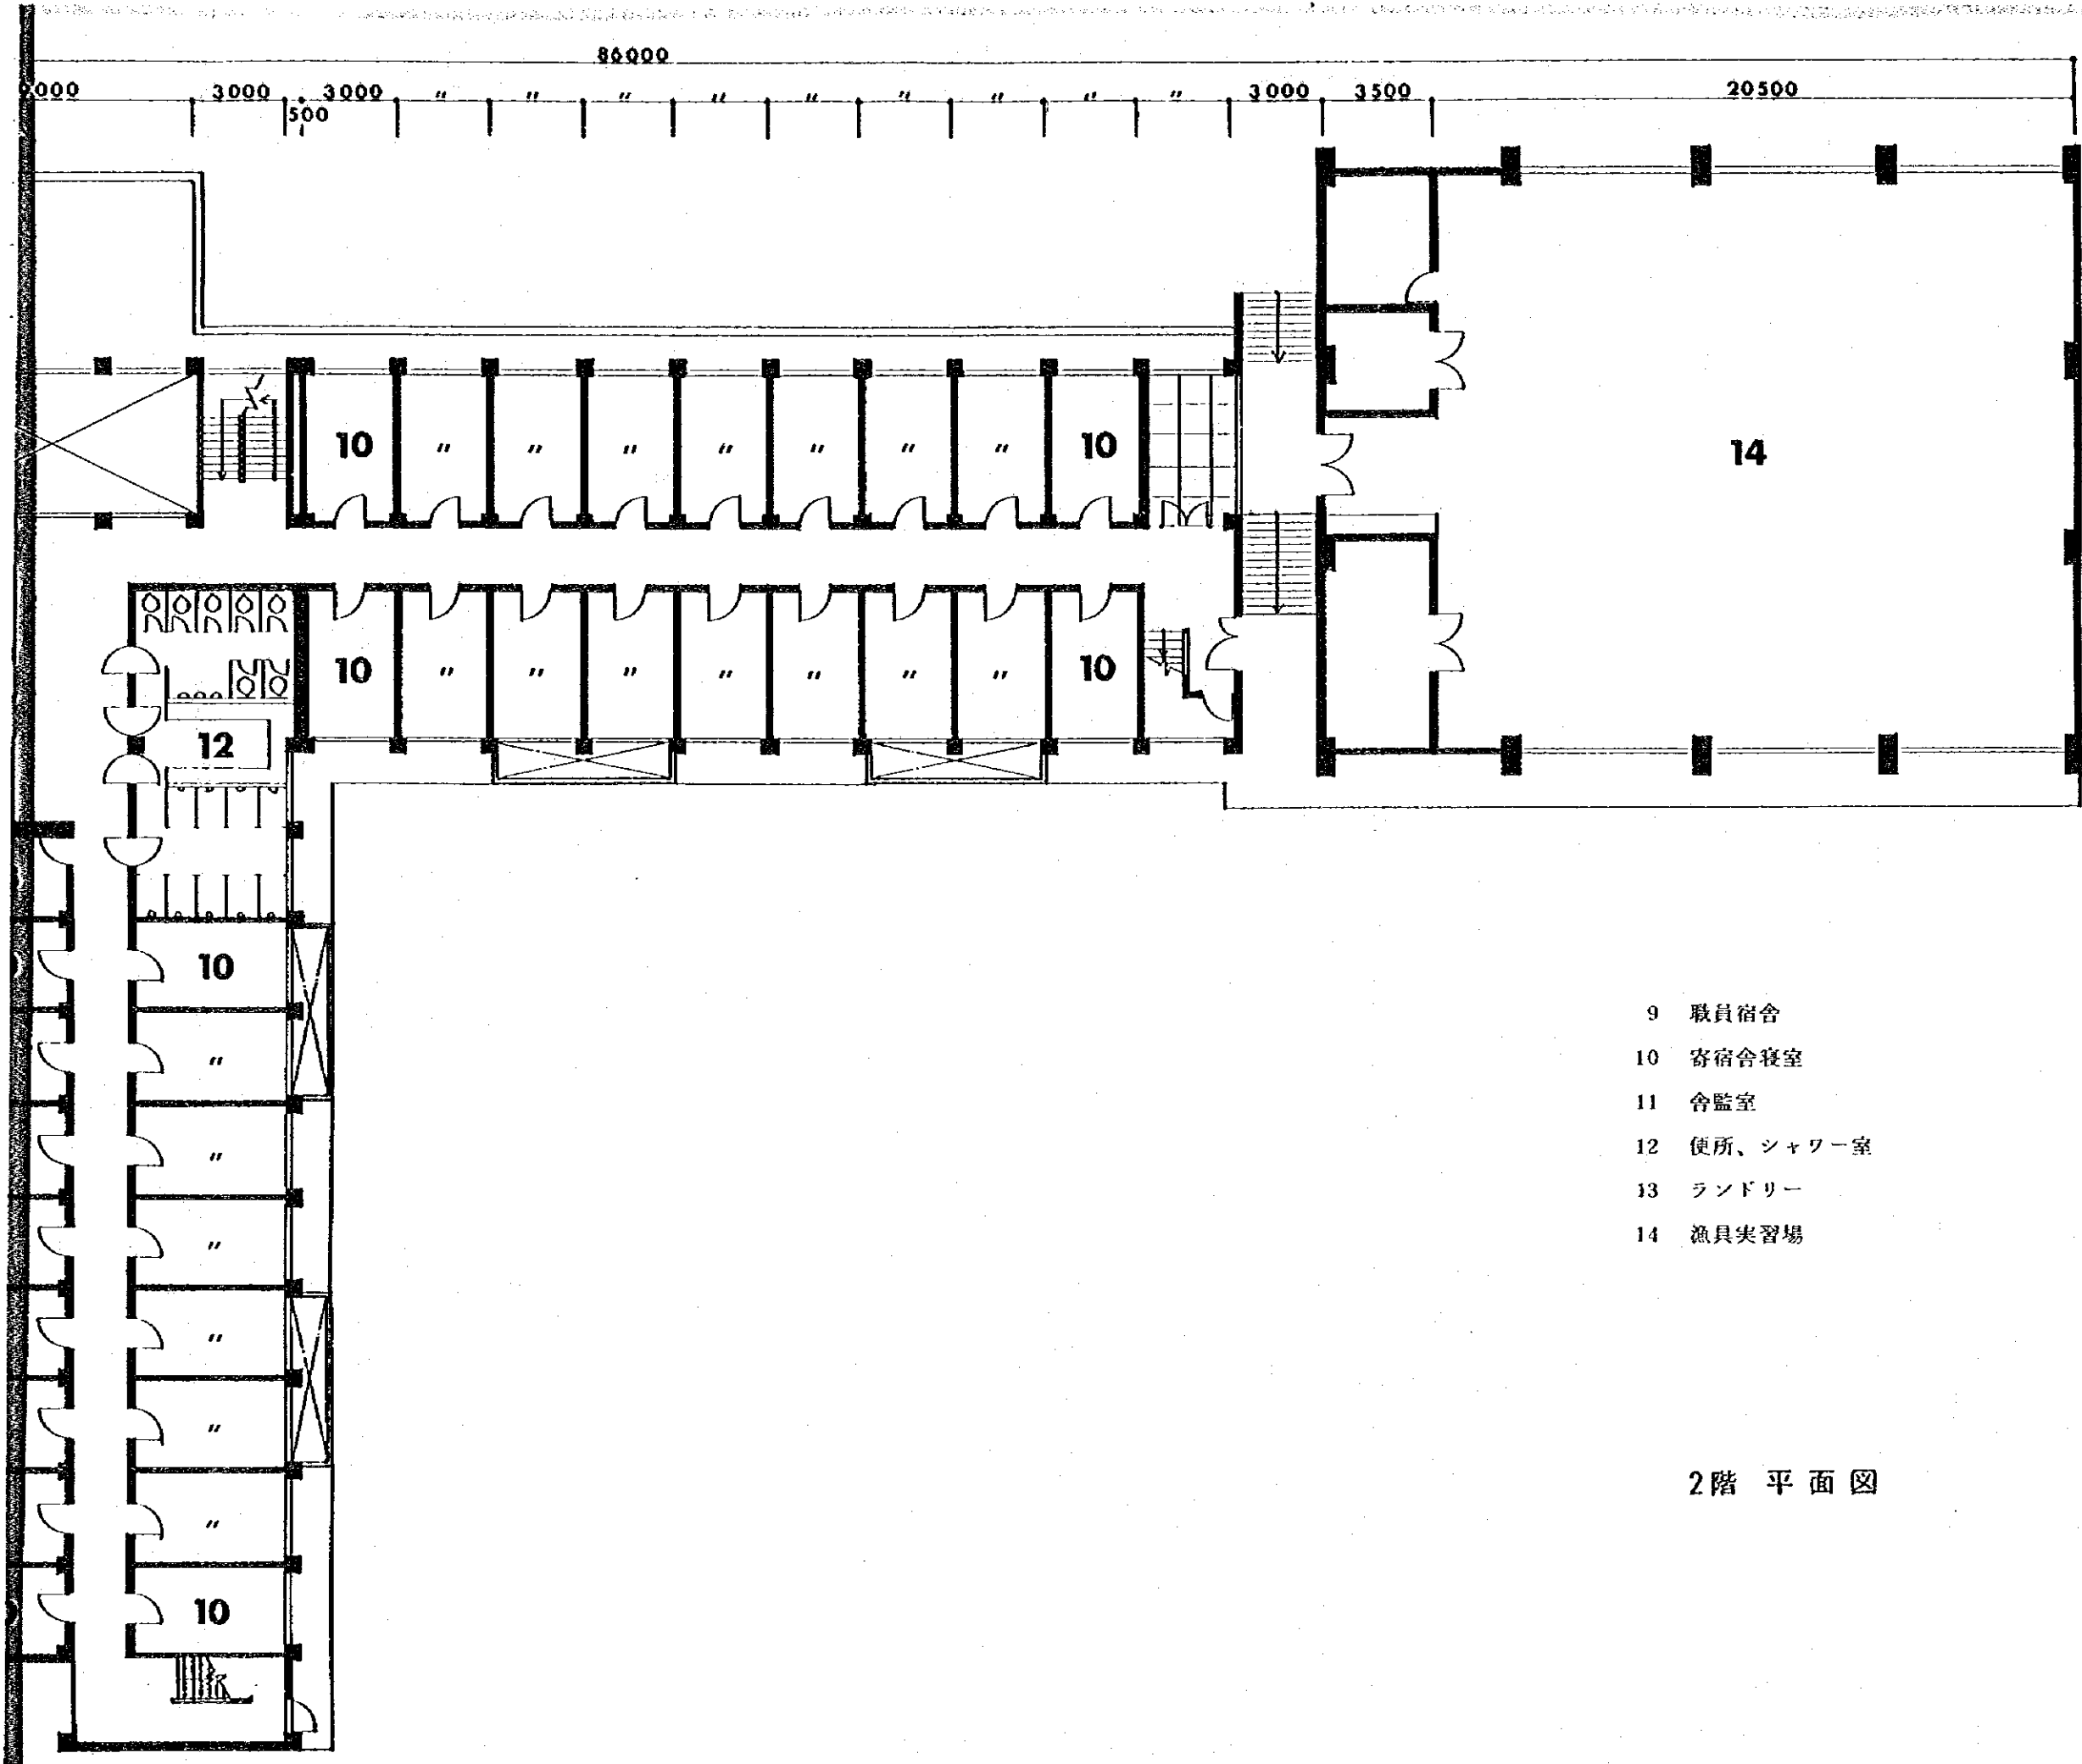 86000
3000 3000 〃 〃 〃 〃 〃 〃 〃 〃 〃 3000 3500 20500
500
10 〃 〃 〃 〃 〃 〃 〃 10
14
10 〃 〃 〃 〃 〃 〃 〃 10
12
10
〃
〃
〃
〃
〃
〃
10
9 職員宿舎
10 寄宿舎寝室
11 舎監室
12 便所、シャワー室
13 ランドリー
14 漁具実習場
2階 平面図